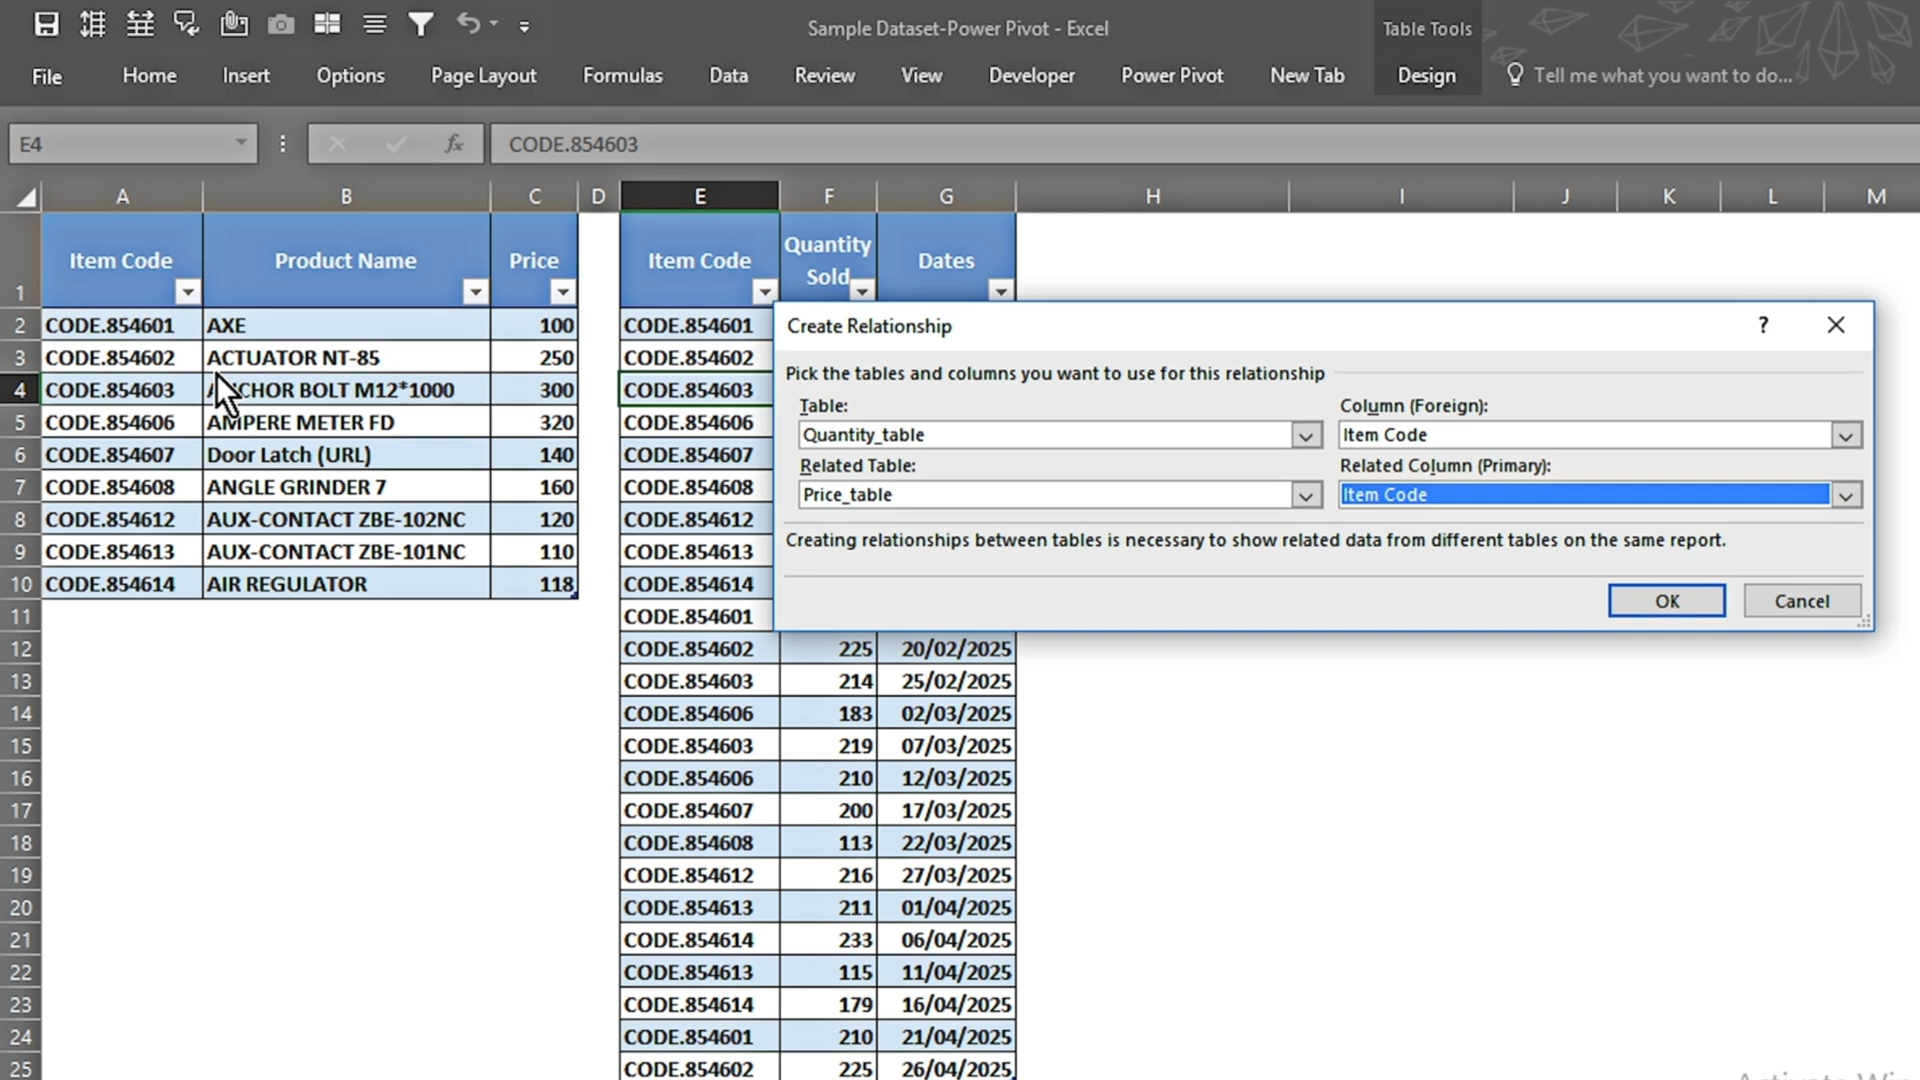 Sample Dataset-Power Pivot - Excel
Table Tools
File Home Insert Options Page Layout Formulas Data Review View Developer Power Pivot New Tab Design Tell me what you want to do...
E4 fx CODE.854603
A B C D E F G H I J K L M
1 Item Code Product Name Price Item Code Quantity Sold Dates
2 CODE.854601 AXE 100 CODE.854601
3 CODE.854602 ACTUATOR NT-85 250 CODE.854602
4 CODE.854603 BOLT M12*1000 300 CODE.854603
5 CODE.854606 AMPERE METER FD 320 CODE.854606
6 CODE.854607 Door Latch (URL) 140 CODE.854607
7 CODE.854608 ANGLE GRINDER 7 160 CODE.854608
8 CODE.854612 AUX-CONTACT ZBE-102NC 120 CODE.854612
9 CODE.854613 AUX-CONTACT ZBE-101NC 110 CODE.854613
10 CODE.854614 AIR REGULATOR 118 CODE.854614
11 CODE.854601
12 CODE.854602 225 20/02/2025
13 CODE.854603 214 25/02/2025
14 CODE.854606 183 02/03/2025
15 CODE.854603 219 07/03/2025
16 CODE.854606 210 12/03/2025
17 CODE.854607 200 17/03/2025
18 CODE.854608 113 22/03/2025
19 CODE.854612 216 27/03/2025
20 CODE.854613 211 01/04/2025
21 CODE.854614 233 06/04/2025
22 CODE.854613 115 11/04/2025
23 CODE.854614 179 16/04/2025
24 CODE.854601 210 21/04/2025
25 CODE.854602 225 26/04/2025
Create Relationship ?
Pick the tables and columns you want to use for this relationship
Table: Column (Foreign):
Quantity_table Item Code
Related Table: Related Column (Primary):
Price_table Item Code
Creating relationships between tables is necessary to show related data from different tables on the same report.
OK Cancel